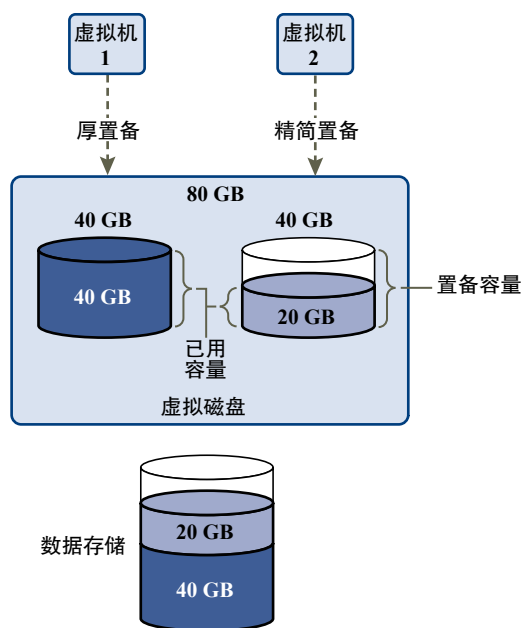 虚拟机
1
虚拟机
2
厚置备
精简置备
80 GB
40 GB
40 GB
40 GB
20 GB
置备容量
已用
容量
虚拟磁盘
数据存储
20 GB
40 GB